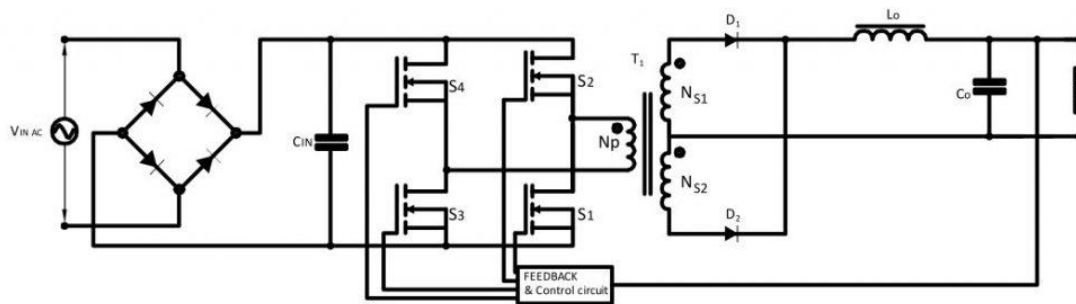 V IN AC
CIN
S4
S2
S3
S1
Np
T1
NS1
NS2
D1
D2
Lo
Co
FEEDBACK
& Control circuit